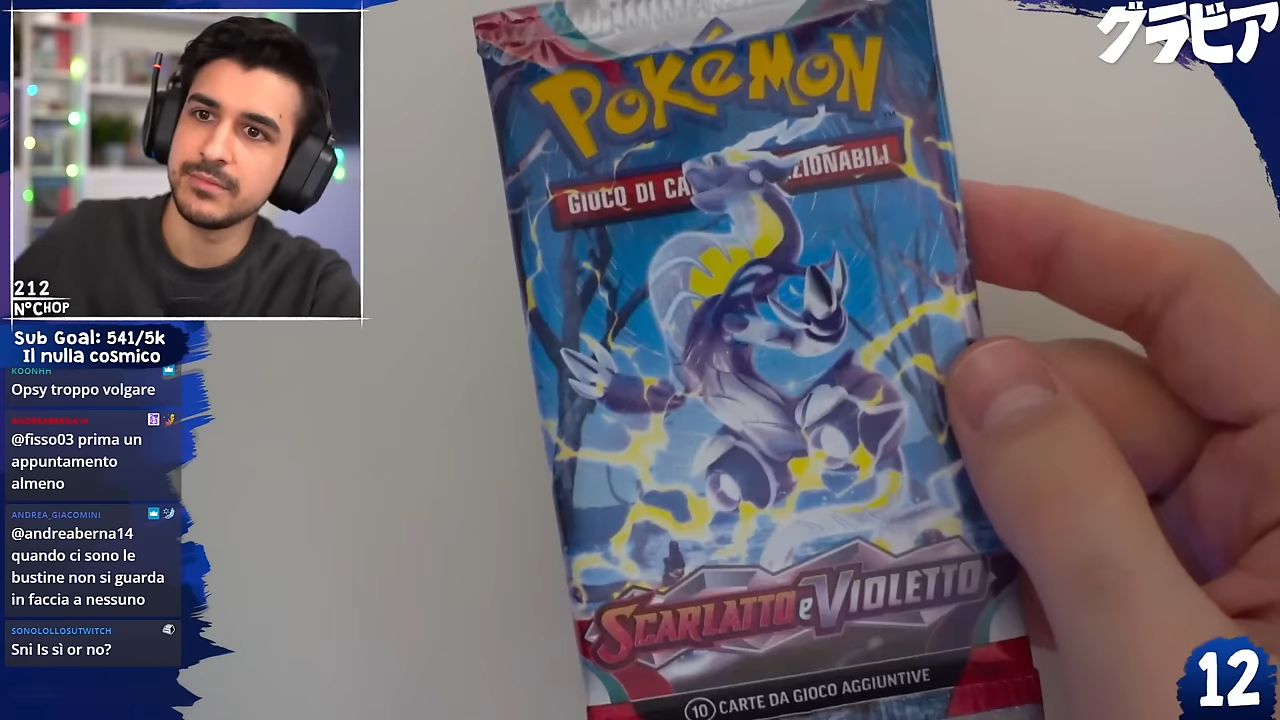 グラビア
POKÉMON
GIOCO DI CA ZIONABILI
212
N°CHOP
Sub Goal: 541/5k
Il nulla cosmico
KOONHH
Opsy troppo volgare
ANDREABERNA14
@fisso03 prima un
appuntamento
almeno
ANDREA_GIACOMINI
@andreaberna14
quando ci sono le
bustine non si guarda
in faccia a nessuno
SONOLOLLOSUTWITCH
Sni Is sì or no?
SCARLATTO e VIOLETTO
10 CARTE DA GIOCO AGGIUNTIVE
12